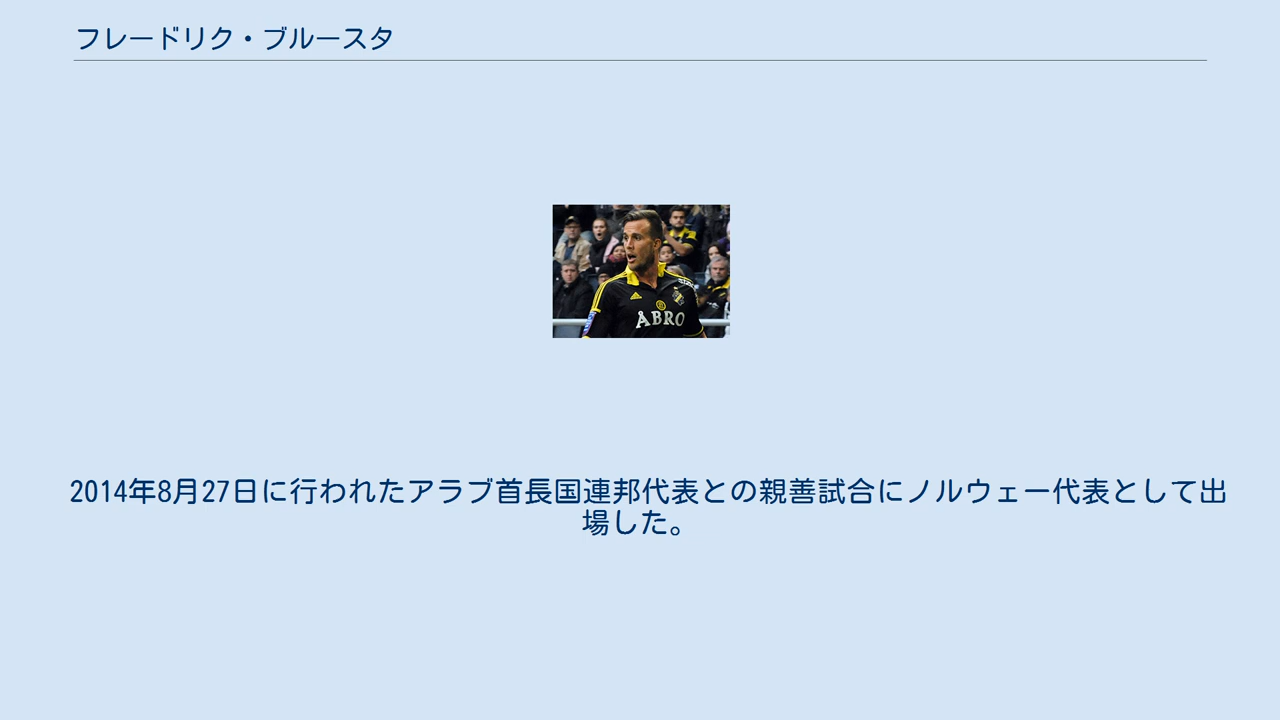 フレードリク・ブルースタ
ABRO
2014年8月27日に行われたアラブ首長国連邦代表との親善試合にノルウェー代表として出
場した。